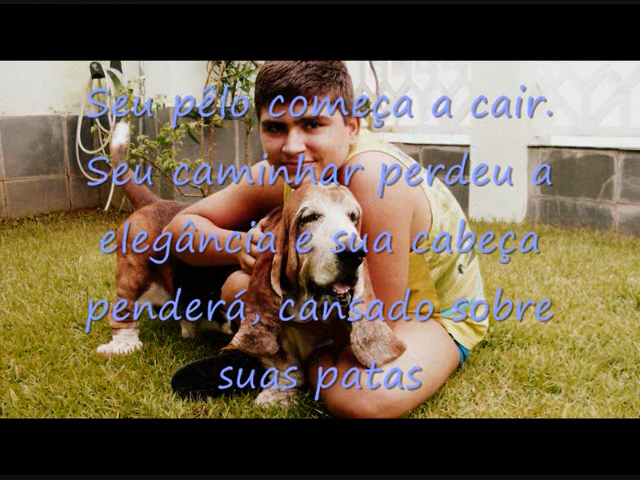 Seu pêlo começa a cair.
Seu caminhar perdeu a
elegância e sua cabeça
penderá, cansado sobre
suas patas